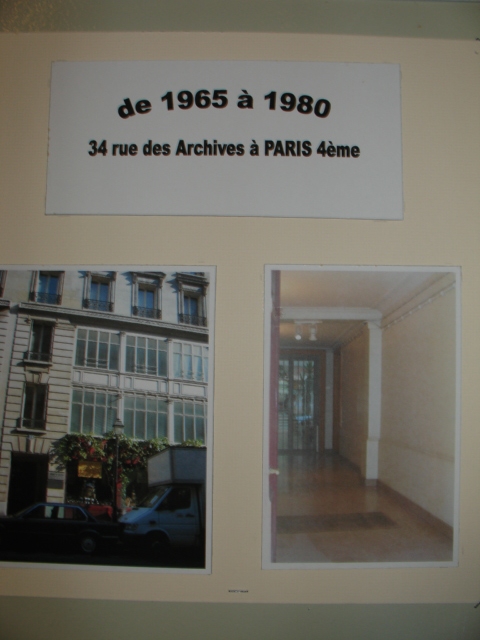 de 1965 à 1980
34 rue des Archives à PARIS 4ème